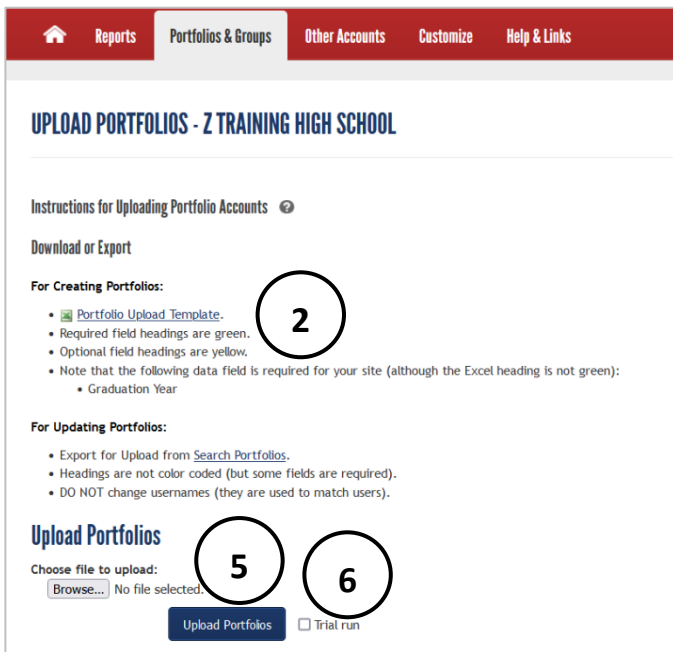 Reports Portfolios & Groups Other Accounts Customize Help & Links
UPLOAD PORTFOLIOS - Z TRAINING HIGH SCHOOL
Instructions for Uploading Portfolio Accounts ?
Download or Export
For Creating Portfolios:
• Portfolio Upload Template.
2
• Required field headings are green.
• Optional field headings are yellow.
• Note that the following data field is required for your site (although the Excel heading is not green):
• Graduation Year
For Updating Portfolios:
• Export for Upload from Search Portfolios.
• Headings are not color coded (but some fields are required).
• DO NOT change usernames (they are used to match users).
Upload Portfolios
5
6
Choose file to upload:
Browse... No file selected.
Upload Portfolios Trial run